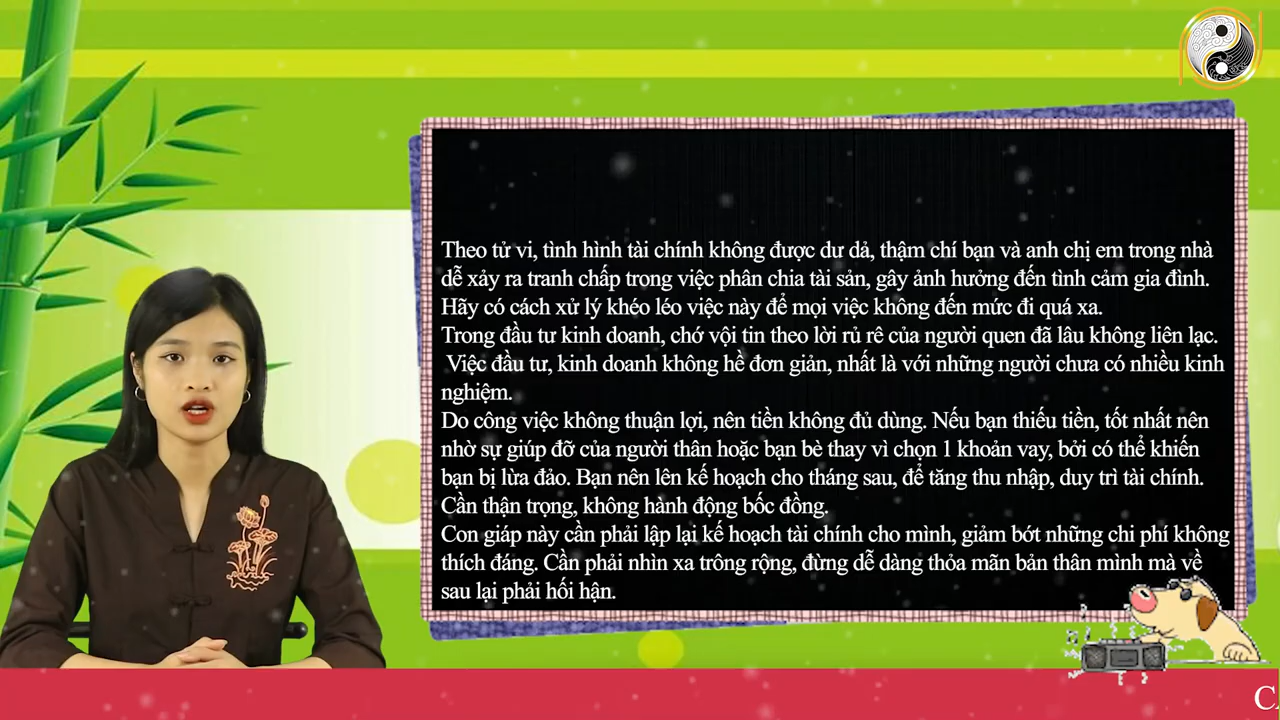 Theo tử vi, tình hình tài chính không được dư dả, thậm chí bạn và anh chị em trong nhà
dễ xảy ra tranh chấp trong việc phân chia tài sản, gây ảnh hưởng đến tình cảm gia đình.
Hãy có cách xử lý khéo léo việc này để mọi việc không đến mức đi quá xa.
Trong đầu tư kinh doanh, chớ vội tin theo lời rủ rê của người quen đã lâu không liên lạc.
Việc đầu tư, kinh doanh không hề đơn giản, nhất là với những người chưa có nhiều kinh
nghiệm.
Do công việc không thuận lợi, nên tiền không đủ dùng. Nếu bạn thiếu tiền, tốt nhất nên
nhờ sự giúp đỡ của người thân hoặc bạn bè thay vì chọn 1 khoản vay, bởi có thể khiến
bạn bị lừa đảo. Bạn nên lên kế hoạch cho tháng sau, để tăng thu nhập, duy trì tài chính.
Cần thận trọng, không hành động bốc đồng.
Con giáp này cần phải lập lại kế hoạch tài chính cho mình, giảm bớt những chi phí không
thích đáng. Cần phải nhìn xa trông rộng, đừng dễ dàng thỏa mãn bản thân mình mà về
sau lại phải hối hận.